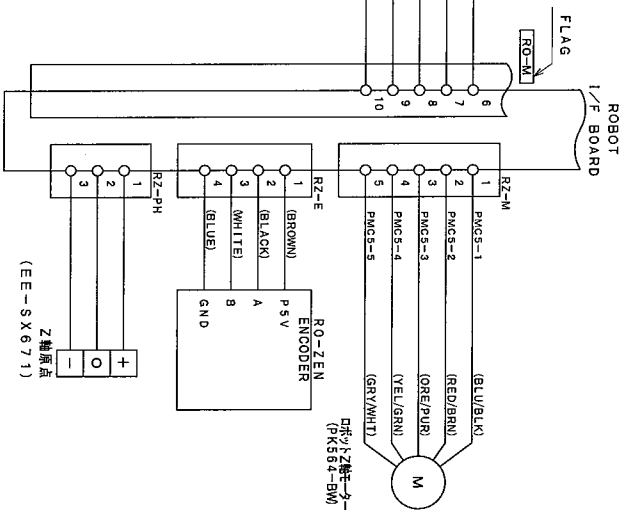 FLAG
RO-M
ROBOT
I/F BOARD
6
7
8
9
10
RZ-M
1
2
3
4
5
PMC5-1
PMC5-2
PMC5-3
PMC5-4
PMC5-5
(BLU/BLK)
(RED/BRN)
(ORE/PUR)
(YEL/GRN)
(GRY/WHT)
M
ロボットZ軸モーター
(PK564-BW)
RZ-E
1
2
3
4
(BROWN)
(BLACK)
(WHITE)
(BLUE)
P5V
A
B
GND
RO-ZEN
ENCODER
RZ-PH
1
2
3
+
O
-
Z軸原点
(EE-SX671)